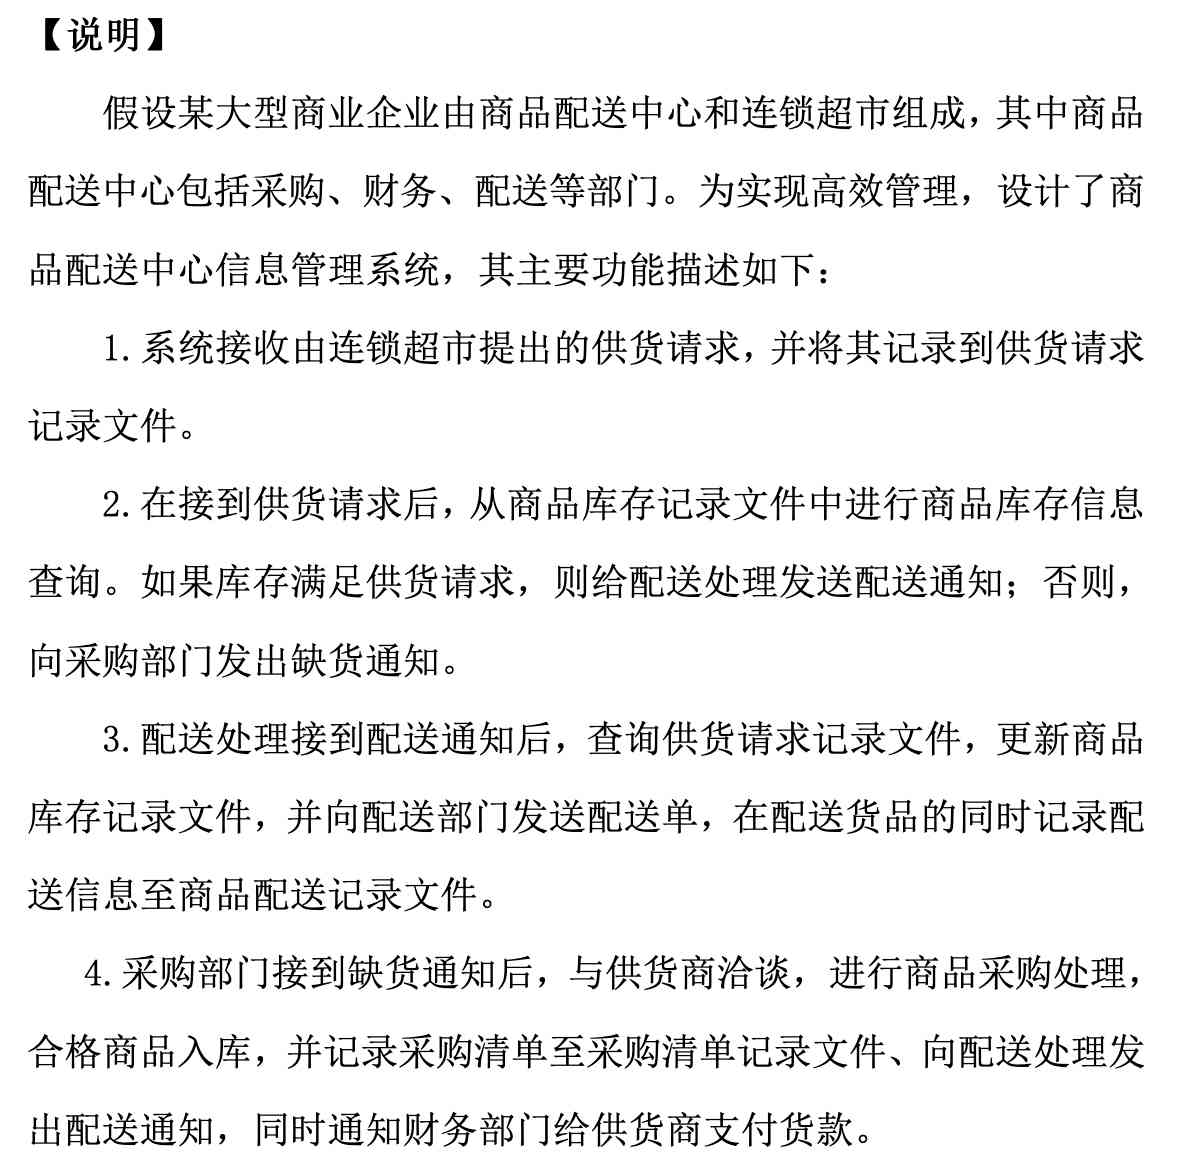 【说明】
假设某大型商业企业由商品配送中心和连锁超市组成，其中商品
配送中心包括采购、财务、配送等部门。为实现高效管理，设计了商
品配送中心信息管理系统，其主要功能描述如下：
1.系统接收由连锁超市提出的供货请求，并将其记录到供货请求
记录文件。
2.在接到供货请求后，从商品库存记录文件中进行商品库存信息
查询。如果库存满足供货请求，则给配送处理发送配送通知；否则，
向采购部门发出缺货通知。
3.配送处理接到配送通知后，查询供货请求记录文件，更新商品
库存记录文件，并向配送部门发送配送单，在配送货品的同时记录配
送信息至商品配送记录文件。
4.采购部门接到缺货通知后，与供货商洽谈，进行商品采购处理，
合格商品入库，并记录采购清单至采购清单记录文件、向配送处理发
出配送通知，同时通知财务部门给供货商支付货款。